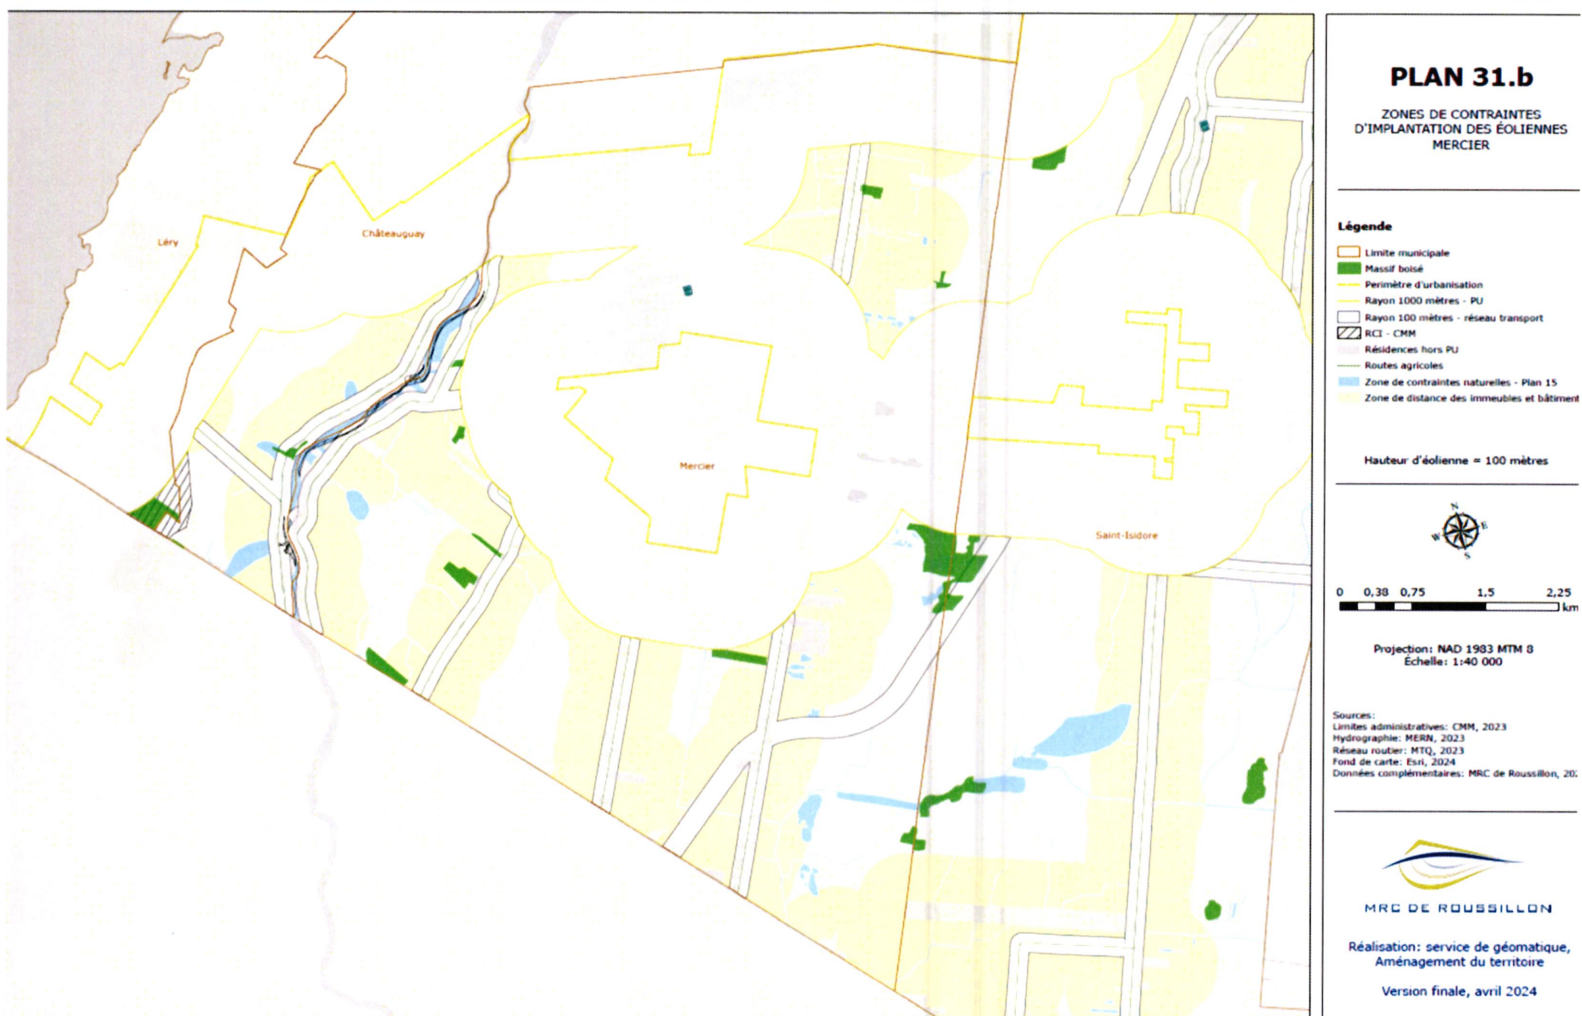 PLAN 31.b
ZONES DE CONTRAINTES
D'IMPLANTATION DES ÉOLIENNES
MERCIER
Légende
Limite municipale
Massif boisé
Perimètre d'urbanisation
Rayon 1000 mètres - PU
Rayon 100 mètres - réseau transport
RCI - CMM
Résidences hors PU
Routes agricoles
Zone de contraintes naturelles - Plan 15
Zone de distance des immeubles et bâtiment
Hauteur d'éolienne = 100 mètres
N
W E
S
0 0,38 0,75 1,5 2,25
km
Projection: NAD 1983 MTM 8
Échelle: 1:40 000
Sources:
Limites administratives: CMM, 2023
Hydrographie: MERN, 2023
Réseau routier: MTQ, 2023
Fond de carte: Esri, 2024
Données complémentaires: MRC de Roussillon, 202
MRC DE ROUSSILLON
Réalisation: service de géomatique,
Aménagement du territoire
Version finale, avril 2024
Léry
Châteauguay
Mercier
Saint-Isidore